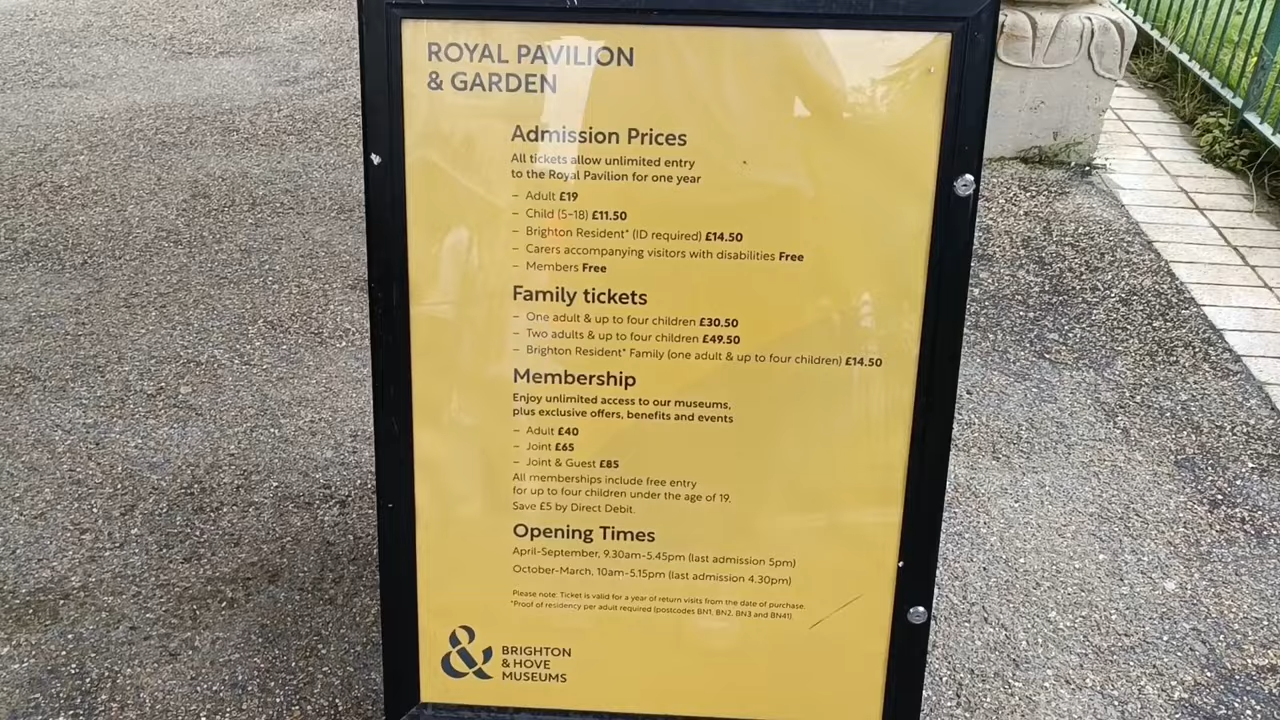 ROYAL PAVILION
& GARDEN
Admission Prices
All tickets allow unlimited entry
to the Royal Pavilion for one year
– Adult £19
– Child (5-18) £11.50
– Brighton Resident* (ID required) £14.50
– Carers accompanying visitors with disabilities Free
– Members Free
Family tickets
– One adult & up to four children £30.50
– Two adults & up to four children £49.50
– Brighton Resident* Family (one adult & up to four children) £14.50
Membership
Enjoy unlimited access to our museums,
plus exclusive offers, benefits and events
– Adult £40
– Joint £65
– Joint & Guest £85
All memberships include free entry
for up to four children under the age of 19.
Save £5 by Direct Debit.
Opening Times
April-September, 9.30am-5.45pm (last admission 5pm)
October-March, 10am-5.15pm (last admission 4.30pm)
Please note: Ticket is valid for a year of return visits from the date of purchase.
*Proof of residency per adult required (postcodes BN1, BN2, BN3 and BN41).
& BRIGHTON
& HOVE
MUSEUMS